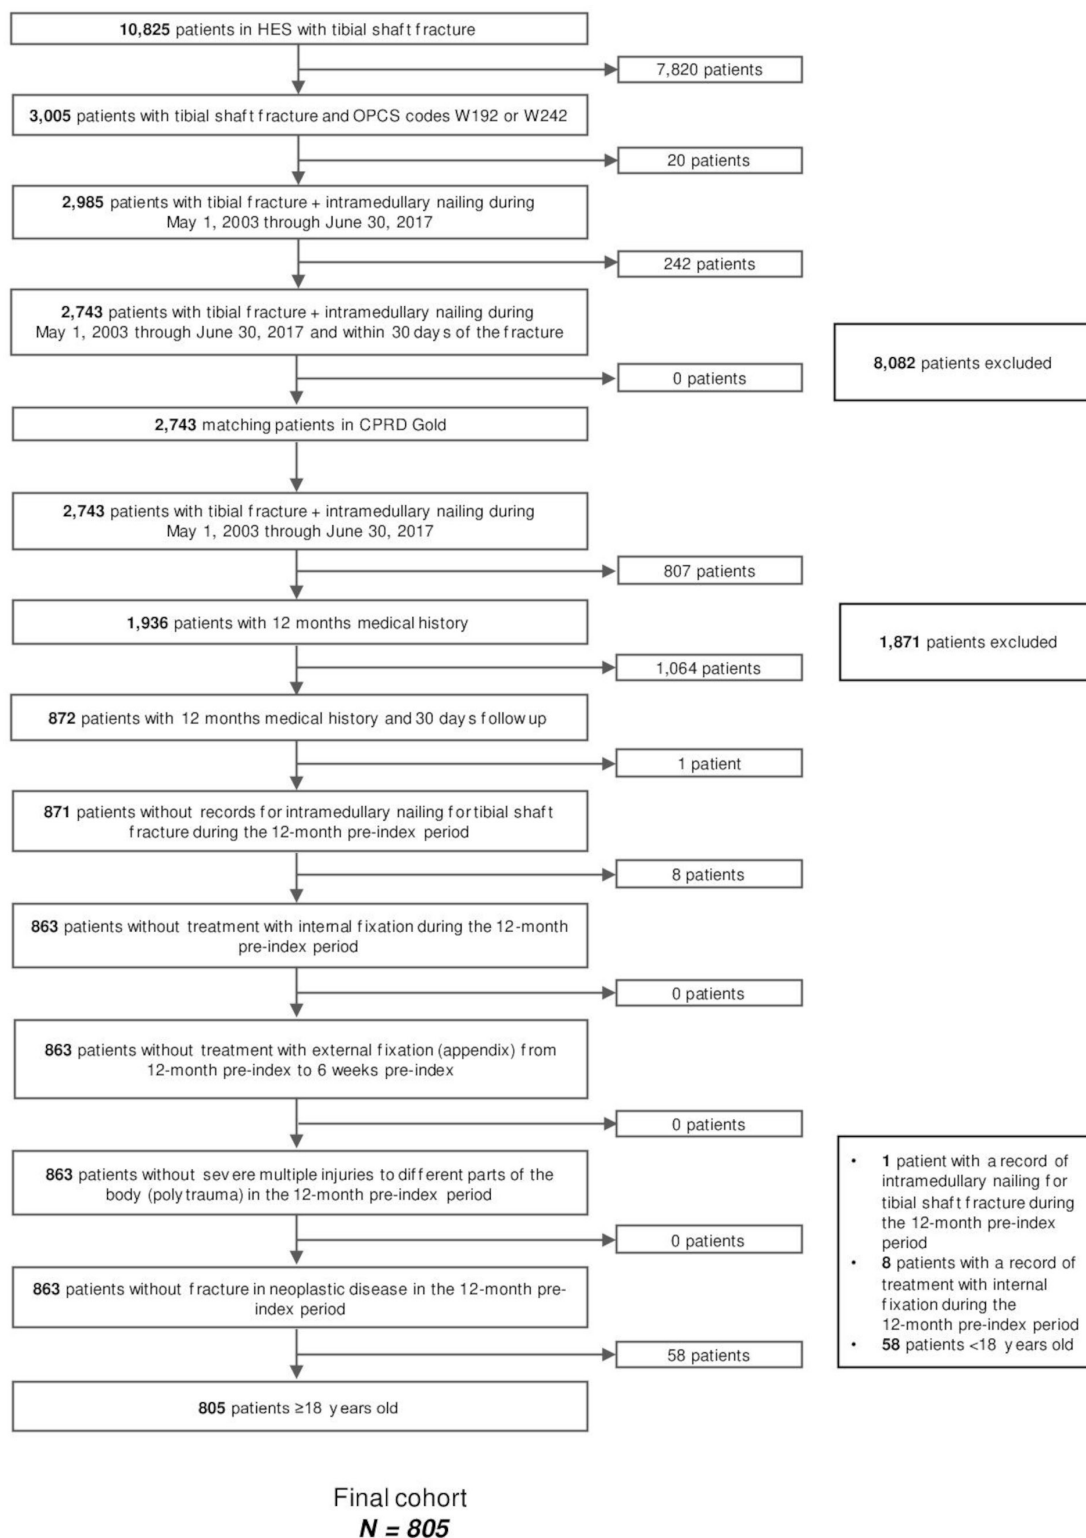 10,825 patients in HES with tibial shaft fracture
7,820 patients
3,005 patients with tibial shaft fracture and OPCS codes W192 or W242
20 patients
2,985 patients with tibial fracture + intramedullary nailing during
May 1, 2003 through June 30, 2017
242 patients
2,743 patients with tibial fracture + intramedullary nailing during
May 1, 2003 through June 30, 2017 and within 30 days of the fracture
8,082 patients excluded
0 patients
2,743 matching patients in CPRD Gold
2,743 patients with tibial fracture + intramedullary nailing during
May 1, 2003 through June 30, 2017
807 patients
1,936 patients with 12 months medical history
1,871 patients excluded
1,064 patients
872 patients with 12 months medical history and 30 days follow up
1 patient
871 patients without records for intramedullary nailing for tibial shaft
fracture during the 12-month pre-index period
8 patients
863 patients without treatment with internal fixation during the 12-month
pre-index period
0 patients
863 patients without treatment with external fixation (appendix) from
12-month pre-index to 6 weeks pre-index
0 patients
863 patients without severe multiple injuries to different parts of the
body (polytrauma) in the 12-month pre-index period
0 patients
863 patients without fracture in neoplastic disease in the 12-month pre-
index period
58 patients
805 patients ≥18 years old
• 1 patient with a record of
intramedullary nailing for
tibial shaft fracture during
the 12-month pre-index
period
• 8 patients with a record of
treatment with internal
fixation during the
12-month pre-index period
• 58 patients <18 years old
Final cohort
N = 805